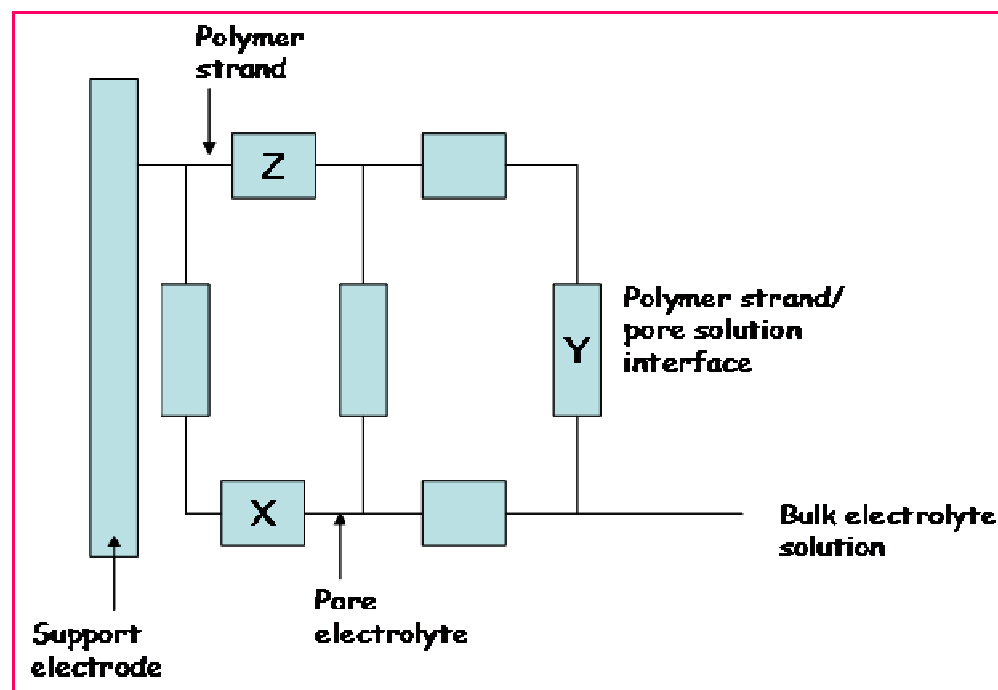 Polymer
strand
Z
Polymer strand/
pore solution
interface
Y
X
Bulk electrolyte
solution
Pore
electrolyte
Support
electrode